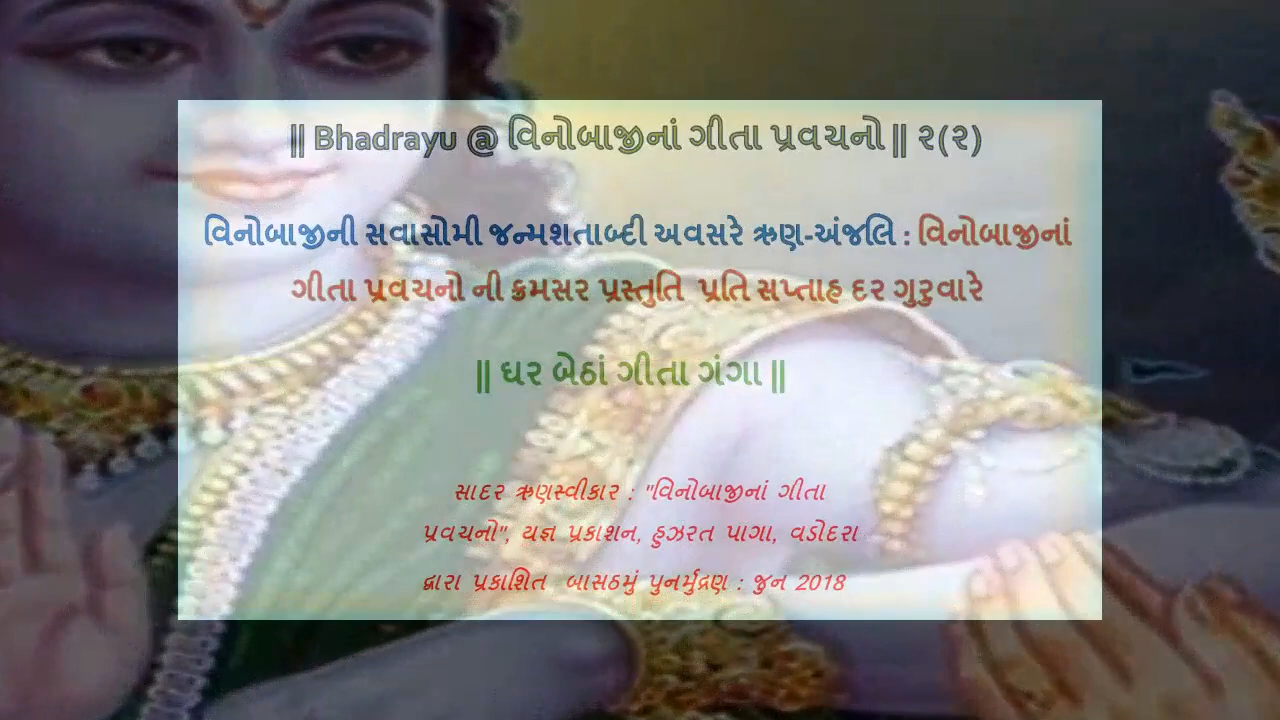 || Bhadrayu @ વિનોબાજીનાં ગીતા પ્રવચનો || ૨(૨)
વિનોબાજીની સવાસોમી જન્મશતાબ્દી અવસરે ઋણ-અંજલિ : વિનોબાજીનાં
ગીતા પ્રવચનો ની ક્રમસર પ્રસ્તુતિ પ્રતિ સપ્તાહ દર ગુરુવારે
|| ઘર બેઠાં ગીતા ગંગા ||
સાદર ઋણસ્વીકાર : "વિનોબાજીનાં ગીતા
પ્રવચનો", યજ્ઞ પ્રકાશન, હુઝરત પાગા, વડોદરા
દ્વારા પ્રકાશિત બાસઠમું પુનર્મુદ્રણ : જુન 2018